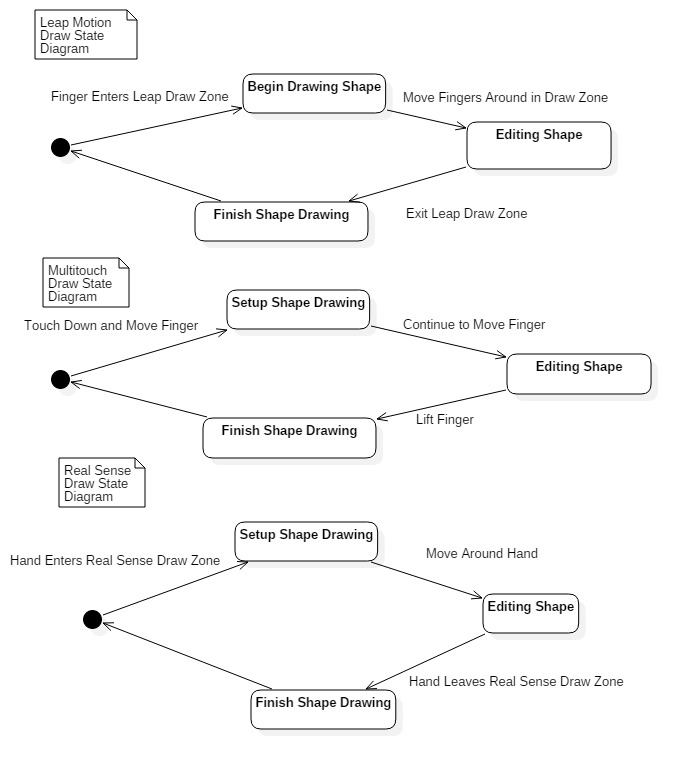 Leap Motion
Draw State
Diagram
Begin Drawing Shape
Finger Enters Leap Draw Zone
Move Fingers Around in Draw Zone
Editing Shape
Finish Shape Drawing
Exit Leap Draw Zone
Multitouch
Draw State
Diagram
Setup Shape Drawing
Touch Down and Move Finger
Continue to Move Finger
Editing Shape
Lift Finger
Finish Shape Drawing
Real Sense
Draw State
Diagram
Setup Shape Drawing
Hand Enters Real Sense Draw Zone
Move Around Hand
Editing Shape
Hand Leaves Real Sense Draw Zone
Finish Shape Drawing